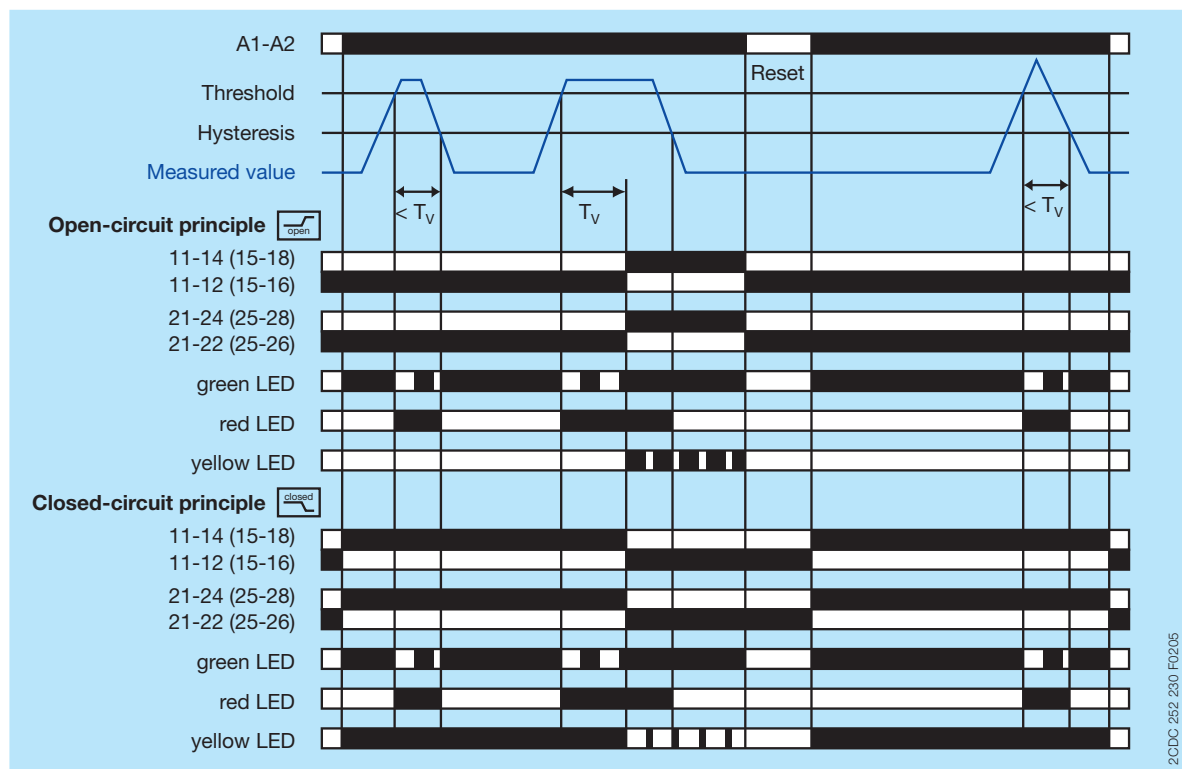 A1-A2
Reset
Threshold
Hysteresis
Measured value
< TV
TV
< TV
Open-circuit principle
open
11-14 (15-18)
11-12 (15-16)
21-24 (25-28)
21-22 (25-26)
green LED
red LED
yellow LED
Closed-circuit principle
closed
11-14 (15-18)
11-12 (15-16)
21-24 (25-28)
21-22 (25-26)
green LED
red LED
yellow LED
2CDC 252 230 F0205